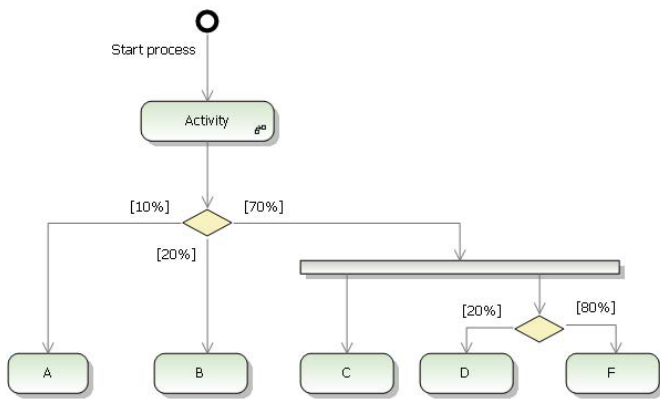 Start process
Activity
[10%]
[70%]
[20%]
[20%]
[80%]
A
B
C
D
F